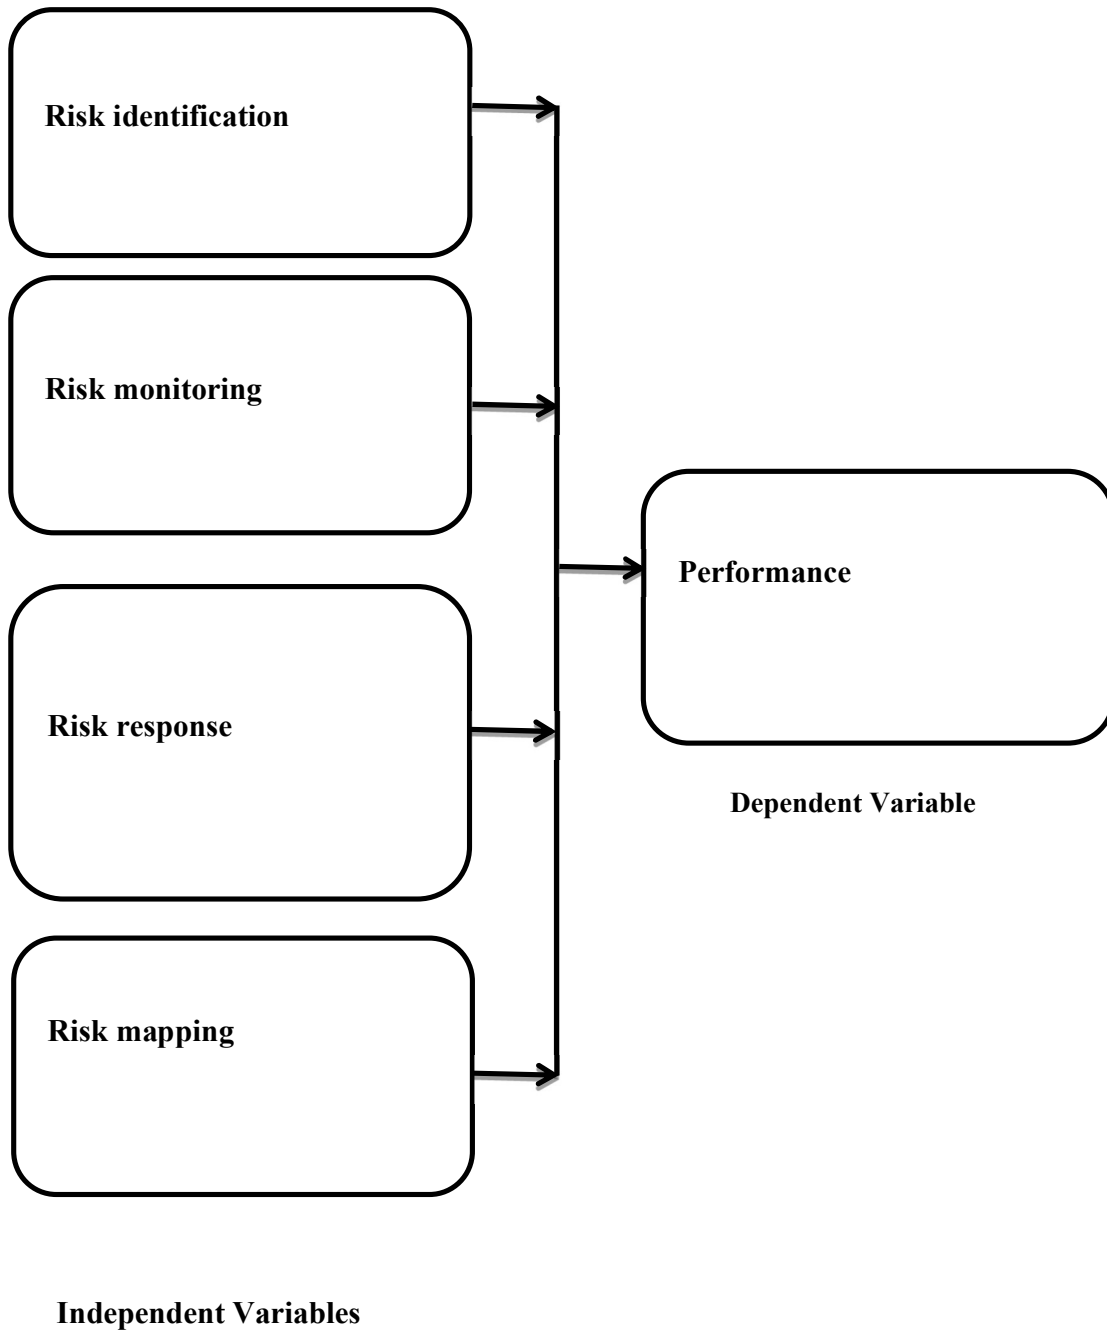 Risk identification
Risk monitoring
Risk response
Risk mapping
Performance
Dependent Variable
Independent Variables